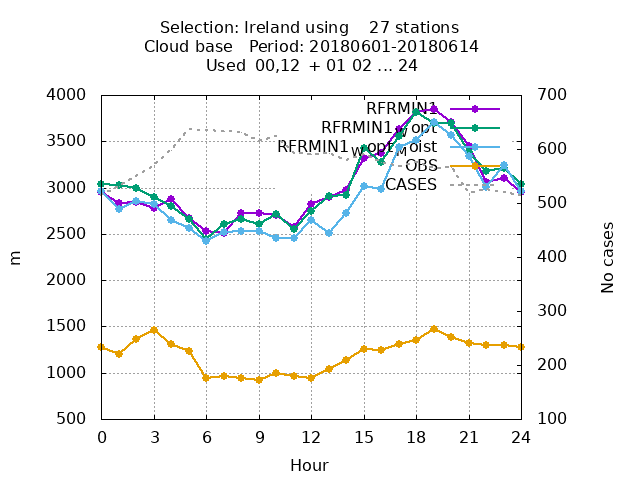 Selection: Ireland using    27 stations
Cloud base   Period: 20180601-20180614
Used  00,12  + 01 02 ... 24
4000
3500
3000
2500
2000
1500
1000
500
m
700
600
500
400
300
200
100
No cases
RFRMIN1
RFRMIN1_Wopt
RFRMIN1_Wopt_Moist
OBS
CASES
0 3 6 9 12 15 18 21 24
Hour